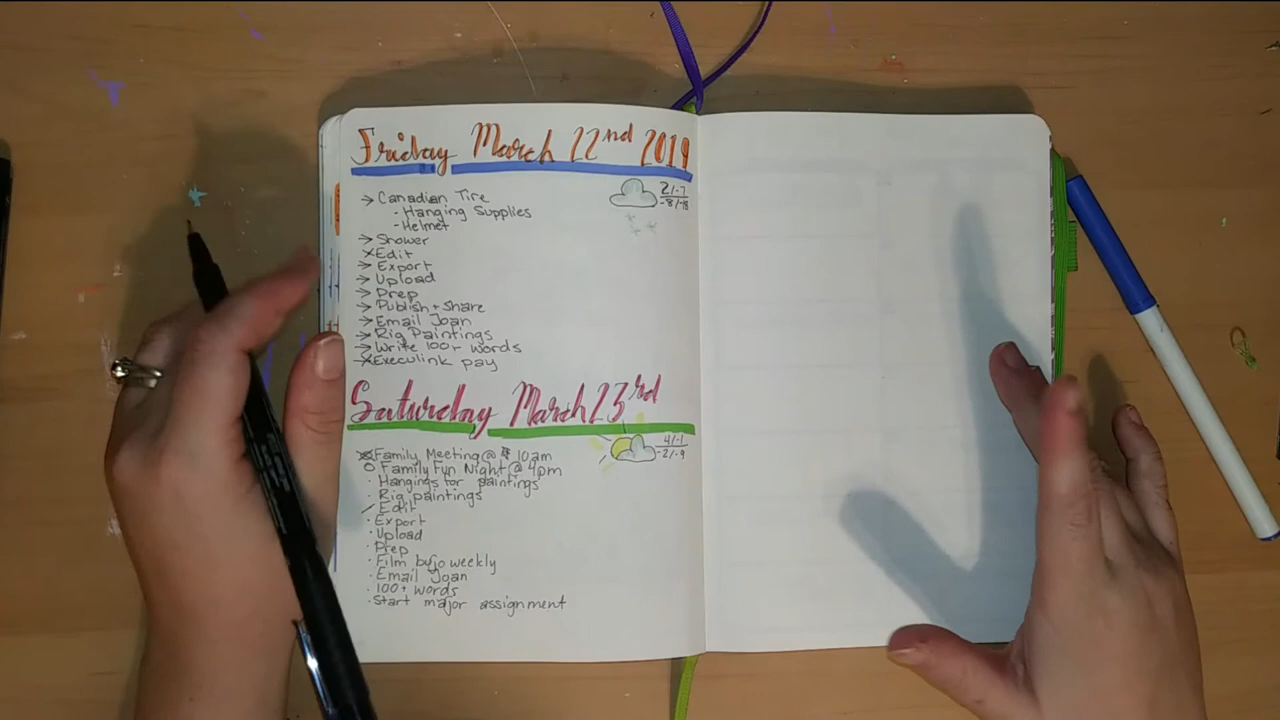 Friday March 22nd 2019
→ Canadian Tire
- Hanging Supplies
- Helmet
→ Shower
X Edit
→ Export
→ Upload
→ Prep
→ Publish + Share
→ Email Joan
→ Rig Paintings
→ Write 100+ words
X Execulink pay
2/-7
-8/-18
Saturday March 23rd
X Family Meeting @ 10am
O Family Fun Night @ 4pm
· Hangings for paintings
· Rig paintings
/ Edit
· Export
· Upload
· Prep
· Film bujo weekly
· Email Joan
· 100+ words
· Start major assignment
4/-1
-2/-9